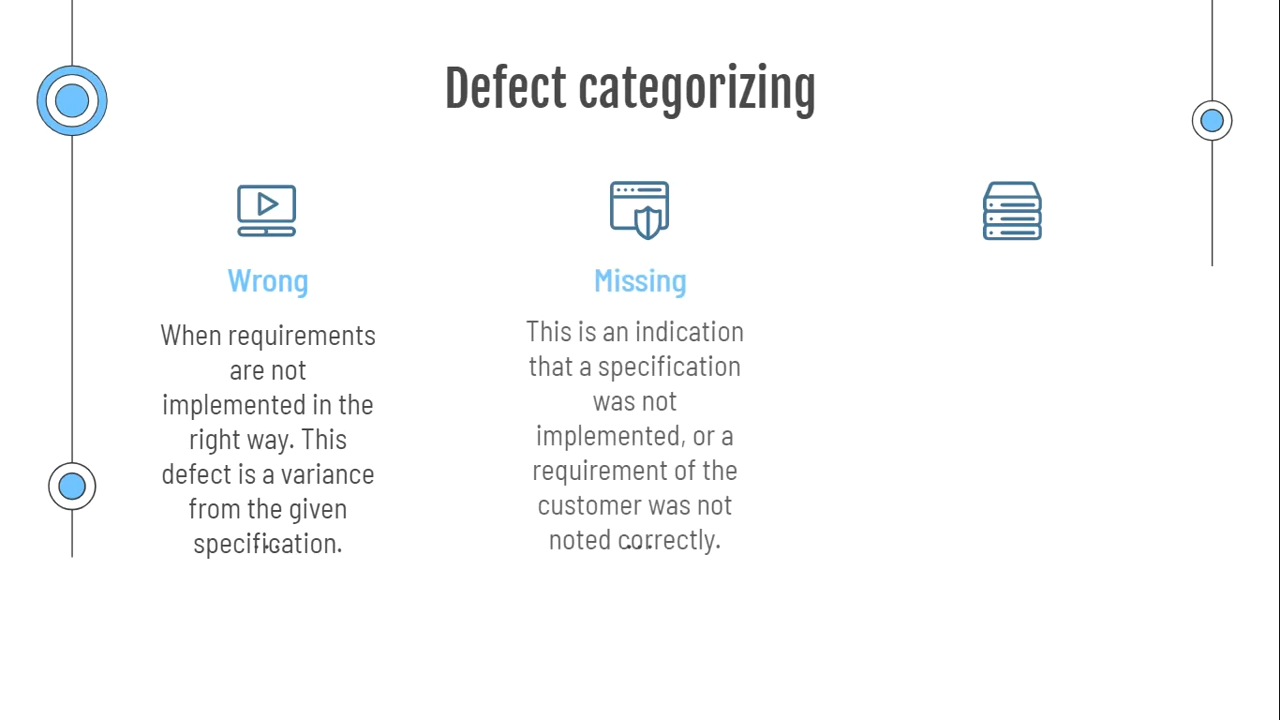 Defect categorizing
Wrong
When requirements
are not
implemented in the
right way. This
defect is a variance
from the given
specification.
Missing
This is an indication
that a specification
was not
implemented, or a
requirement of the
customer was not
noted correctly.